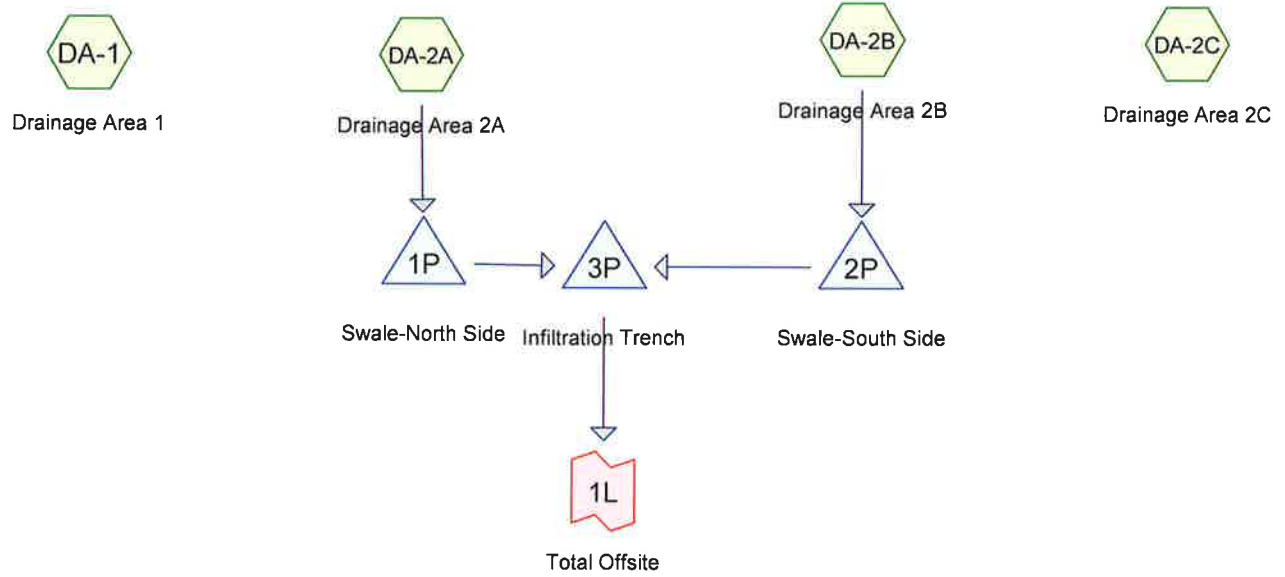 DA-1
DA-2A
DA-2B
DA-2C
Drainage Area 1
Drainage Area 2A
Drainage Area 2B
Drainage Area 2C
1P
3P
2P
Swale-North Side
Infiltration Trench
Swale-South Side
1L
Total Offsite